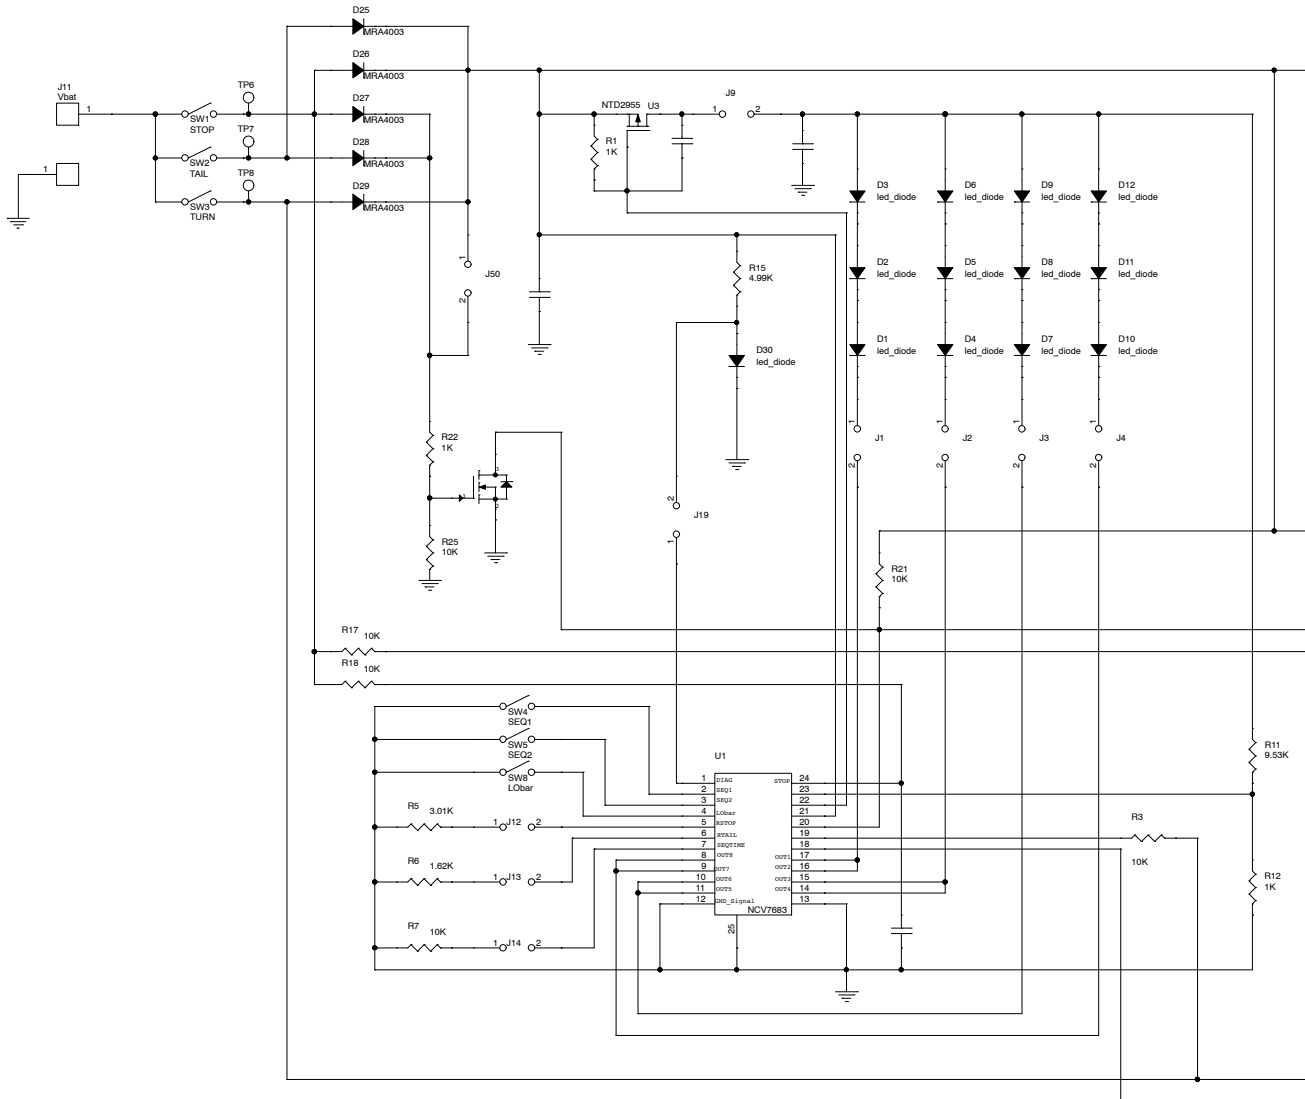 D25
MRA4003
D26
MRA4003
J11
Vbat
1
TP6
SW1
STOP
D27
MRA4003
TP7
SW2
TAIL
D28
MRA4003
1
TP8
SW3
TURN
D29
MRA4003
NTD2955 U3
R1
1K
J9
1 2
1
J50
2
R15
4.99K
D30
led_diode
D3
led_diode
D6
led_diode
D9
led_diode
D12
led_diode
D2
led_diode
D5
led_diode
D8
led_diode
D11
led_diode
D1
led_diode
D4
led_diode
D7
led_diode
D10
led_diode
1 1 1 1
J1 J2 J3 J4
2 2 2 2
R22
1K
3
1
2
R25
10K
2
J19
1
R21
10K
R17 10K
R18 10K
SW4
SEQ1
SW5
SEQ2
SW8
LObar
R5 3.01K
1 J12 2
R6 1.62K
1 J13 2
R7 10K
1 J14 2
U1
1 DIAG STOP 24
2 SEQ1 23
3 SEQ2 22
4 LObar 21
5 RSTOP 20
6 RTAIL 19
7 SEQTIME 18
8 OUT8 OUT1 17
9 OUT7 OUT2 16
10 OUT6 OUT3 15
11 OUT5 OUT4 14
12 GND_Signal 13
NCV7683
25
R11
9.53K
R3
10K
R12
1K